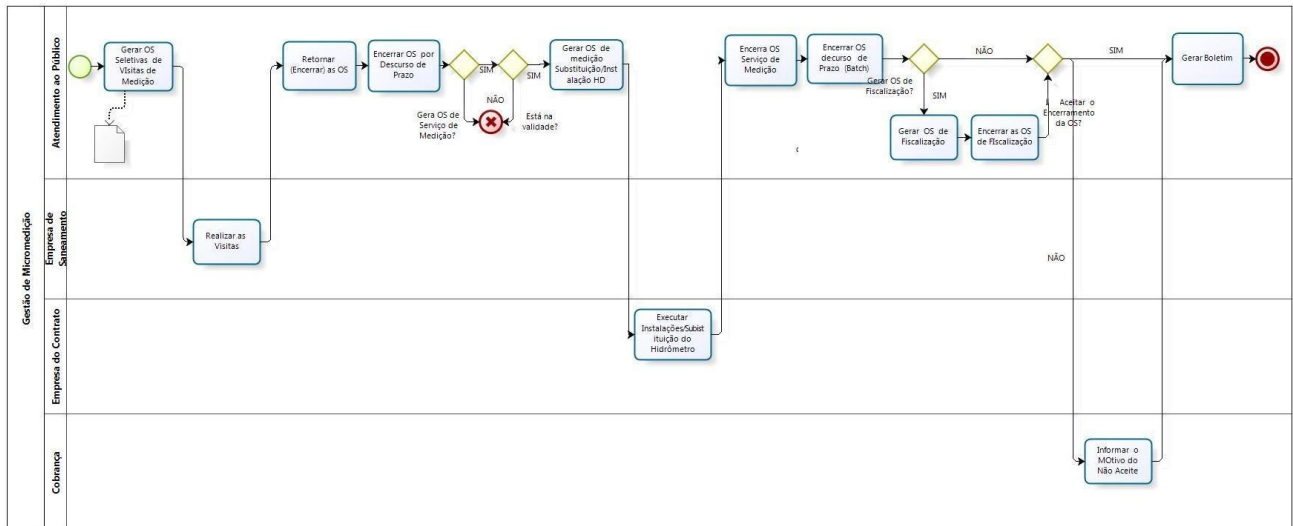 Gestão de Micromedição
Atendimento ao Público
Gerar OS
Seletivas de
VIsitas de
Medição
Retornar
(Encerrar) as OS
Encerrar OS por
Descurso de
Prazo
SIM
SIM
NÃO
Gera OS de
Serviço de
Medição?
Está na
validade?
Gerar OS de
medição
Substituição/Inst
alação HD
Encerra OS
Serviço de
Medição
Encerrar OS
decurso de
Prazo (Batch)
Gerar OS de
Fiscalização?
NÃO
SIM
Gerar OS de
Fiscalização
Encerrar as OS
de FIscalização
Aceitar o
Encerramento
da OS?
SIM
Gerar Boletim
Empresa de
Saneamento
Realizar as
Visitas
NÃO
Empresa do Contrato
Executar
Instalações/Subist
ituição do
Hidrômetro
Cobrança
Informar o
MOtivo do
Não Aceite